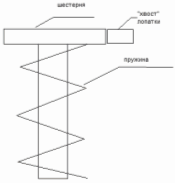 шестерня
"хвост"
лопатки
пружина